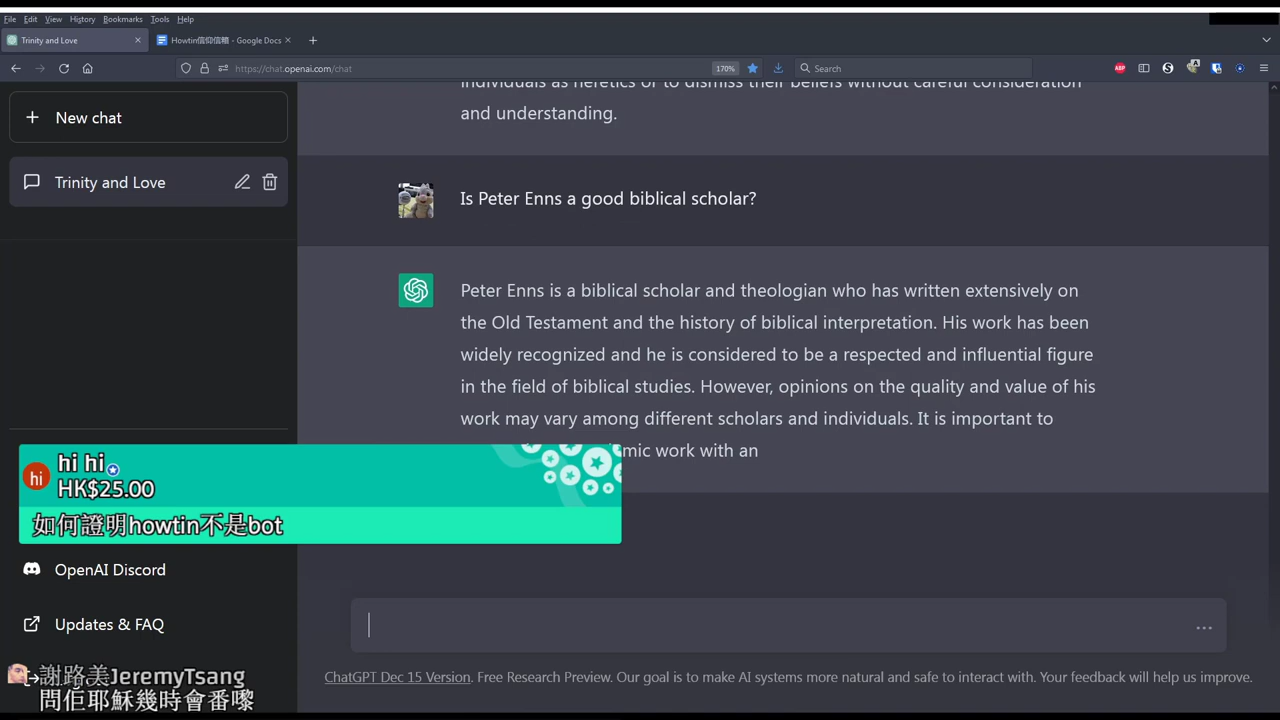 File Edit View History Bookmarks Tools Help
Trinity and Love
Howtin信仰信輔 - Google Docs
https://chat.openai.com/chat
170%
Search
individuals as heretics or to dismiss their beliefs without careful consideration
and understanding.
New chat
Trinity and Love
Is Peter Enns a good biblical scholar?
Peter Enns is a biblical scholar and theologian who has written extensively on
the Old Testament and the history of biblical interpretation. His work has been
widely recognized and he is considered to be a respected and influential figure
in the field of biblical studies. However, opinions on the quality and value of his
work may vary among different scholars and individuals. It is important to
mic work with an
hi
hi hi
HK$25.00
如何證明howtin不是bot
OpenAI Discord
Updates & FAQ
謝路美JeremyTsang
問佢耶穌幾時會番嚟
ChatGPT Dec 15 Version. Free Research Preview. Our goal is to make AI systems more natural and safe to interact with. Your feedback will help us improve.